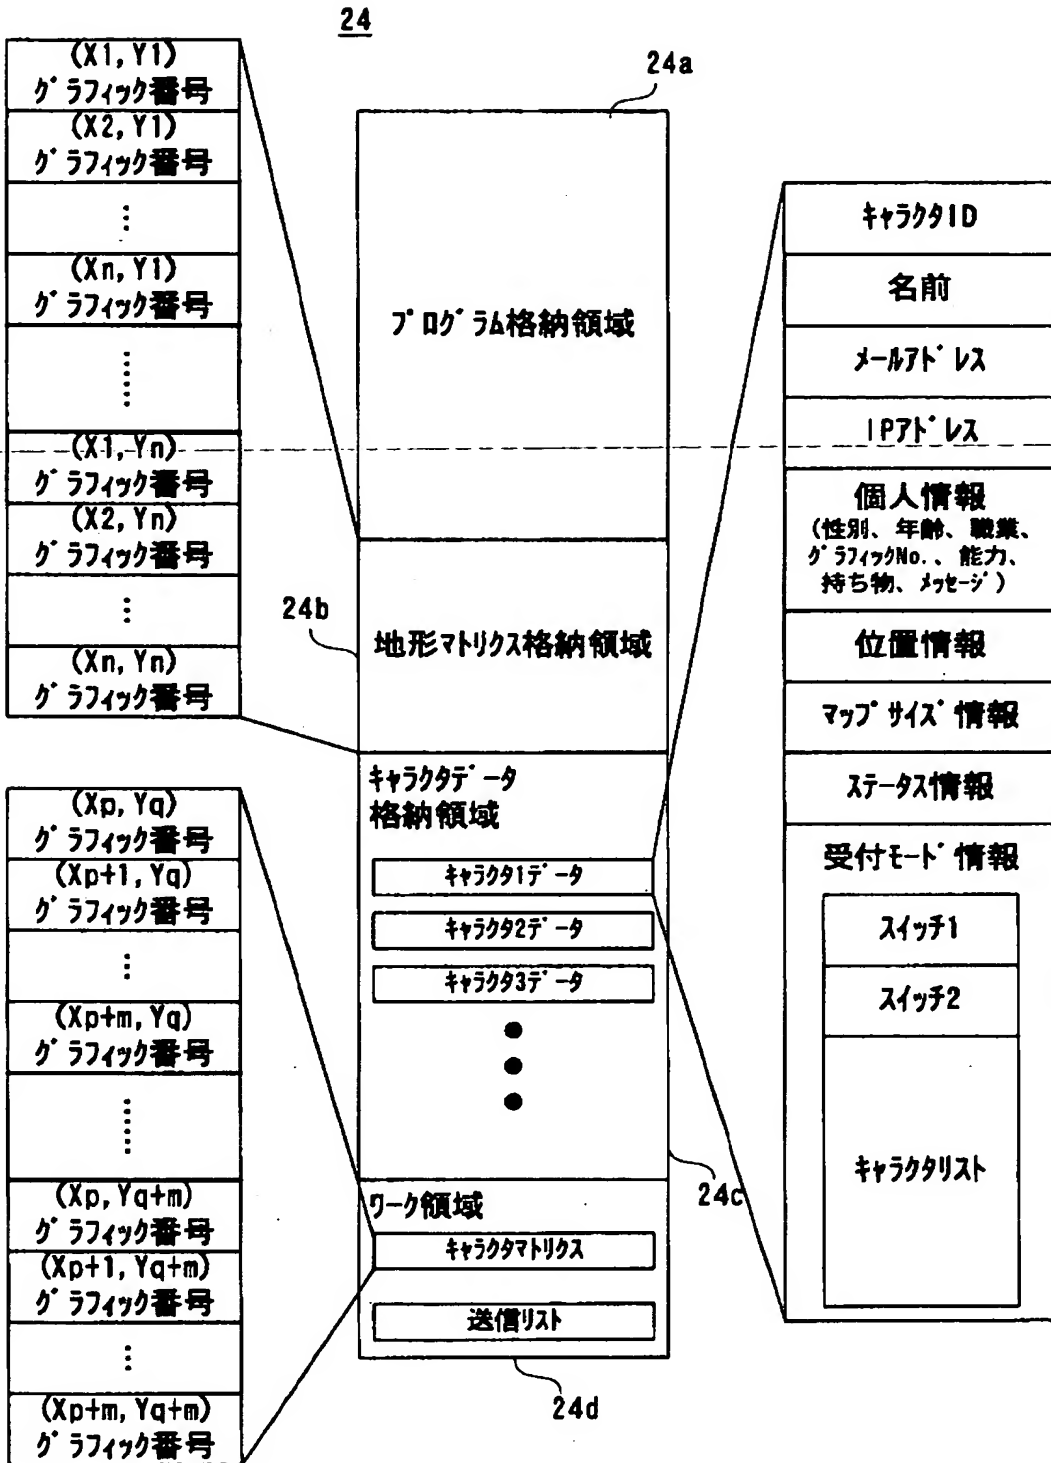 24
(X1, Y1)
グラフィック番号
(X2, Y1)
グラフィック番号
⋮
(Xn, Y1)
グラフィック番号
⋮
(X1, Yn)
グラフィック番号
(X2, Yn)
グラフィック番号
⋮
(Xn, Yn)
グラフィック番号
(Xp, Yq)
グラフィック番号
(Xp+1, Yq)
グラフィック番号
⋮
(Xp+m, Yq)
グラフィック番号
⋮
(Xp, Yq+m)
グラフィック番号
(Xp+1, Yq+m)
グラフィック番号
⋮
(Xp+m, Yq+m)
グラフィック番号
24a
プログラム格納領域
24b
地形マトリクス格納領域
キャラクタデータ
格納領域
キャラクタ1データ
キャラクタ2データ
キャラクタ3データ
24c
ワーク領域
キャラクタマトリクス
送信リスト
24d
キャラクタID
名前
メールアドレス
IPアドレス
個人情報
(性別、年齢、職業、
グラフィックNo.、能力、
持ち物、メッセージ)
位置情報
マップサイズ情報
ステータス情報
受付モード情報
スイッチ1
スイッチ2
キャラクタリスト